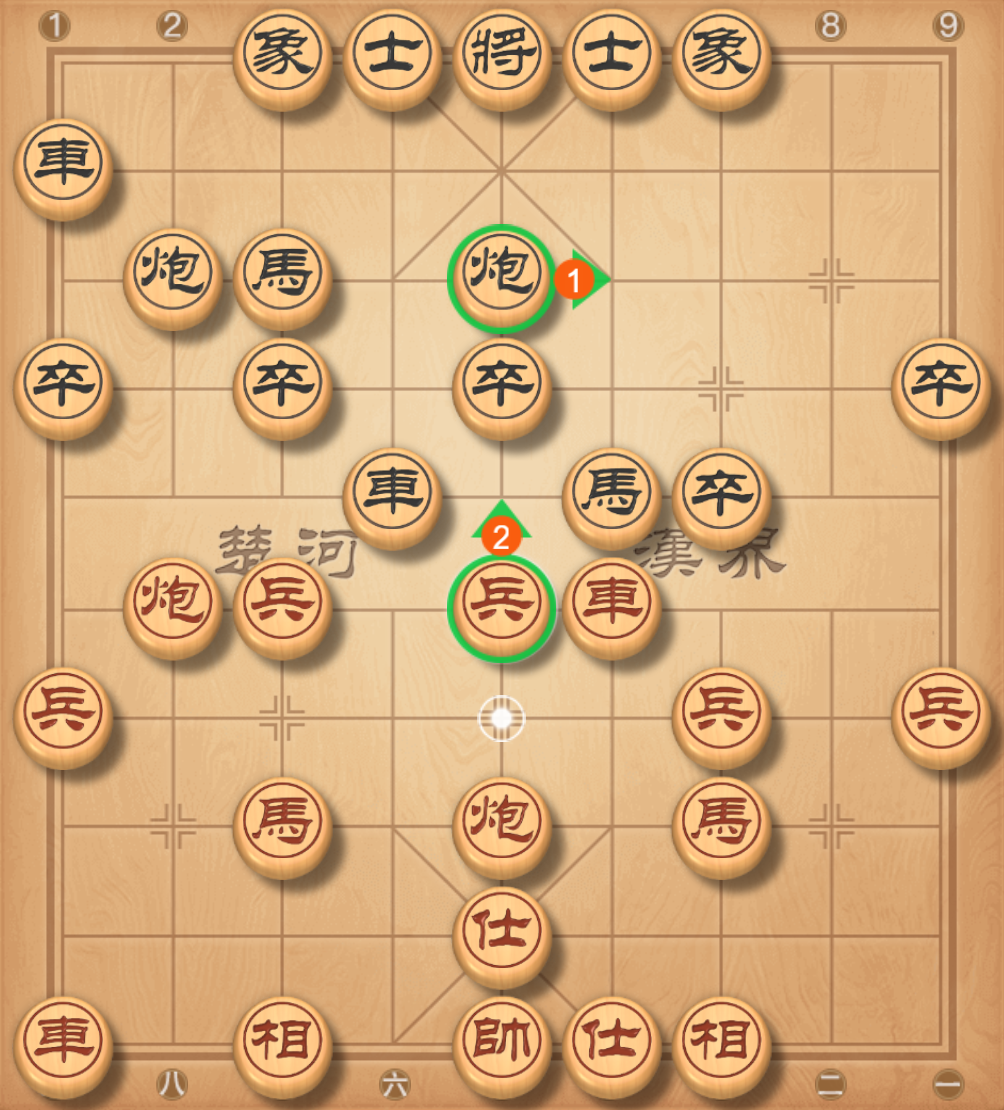 1 2 8 9
象 士 將 士 象
車
炮 馬 炮 1
卒 卒 卒 卒
車 馬 卒
2
楚 河 漢 界
炮 兵 兵 車
兵 兵 兵
馬 炮 馬
仕
車 相 帥 仕 相
八 六 二 一